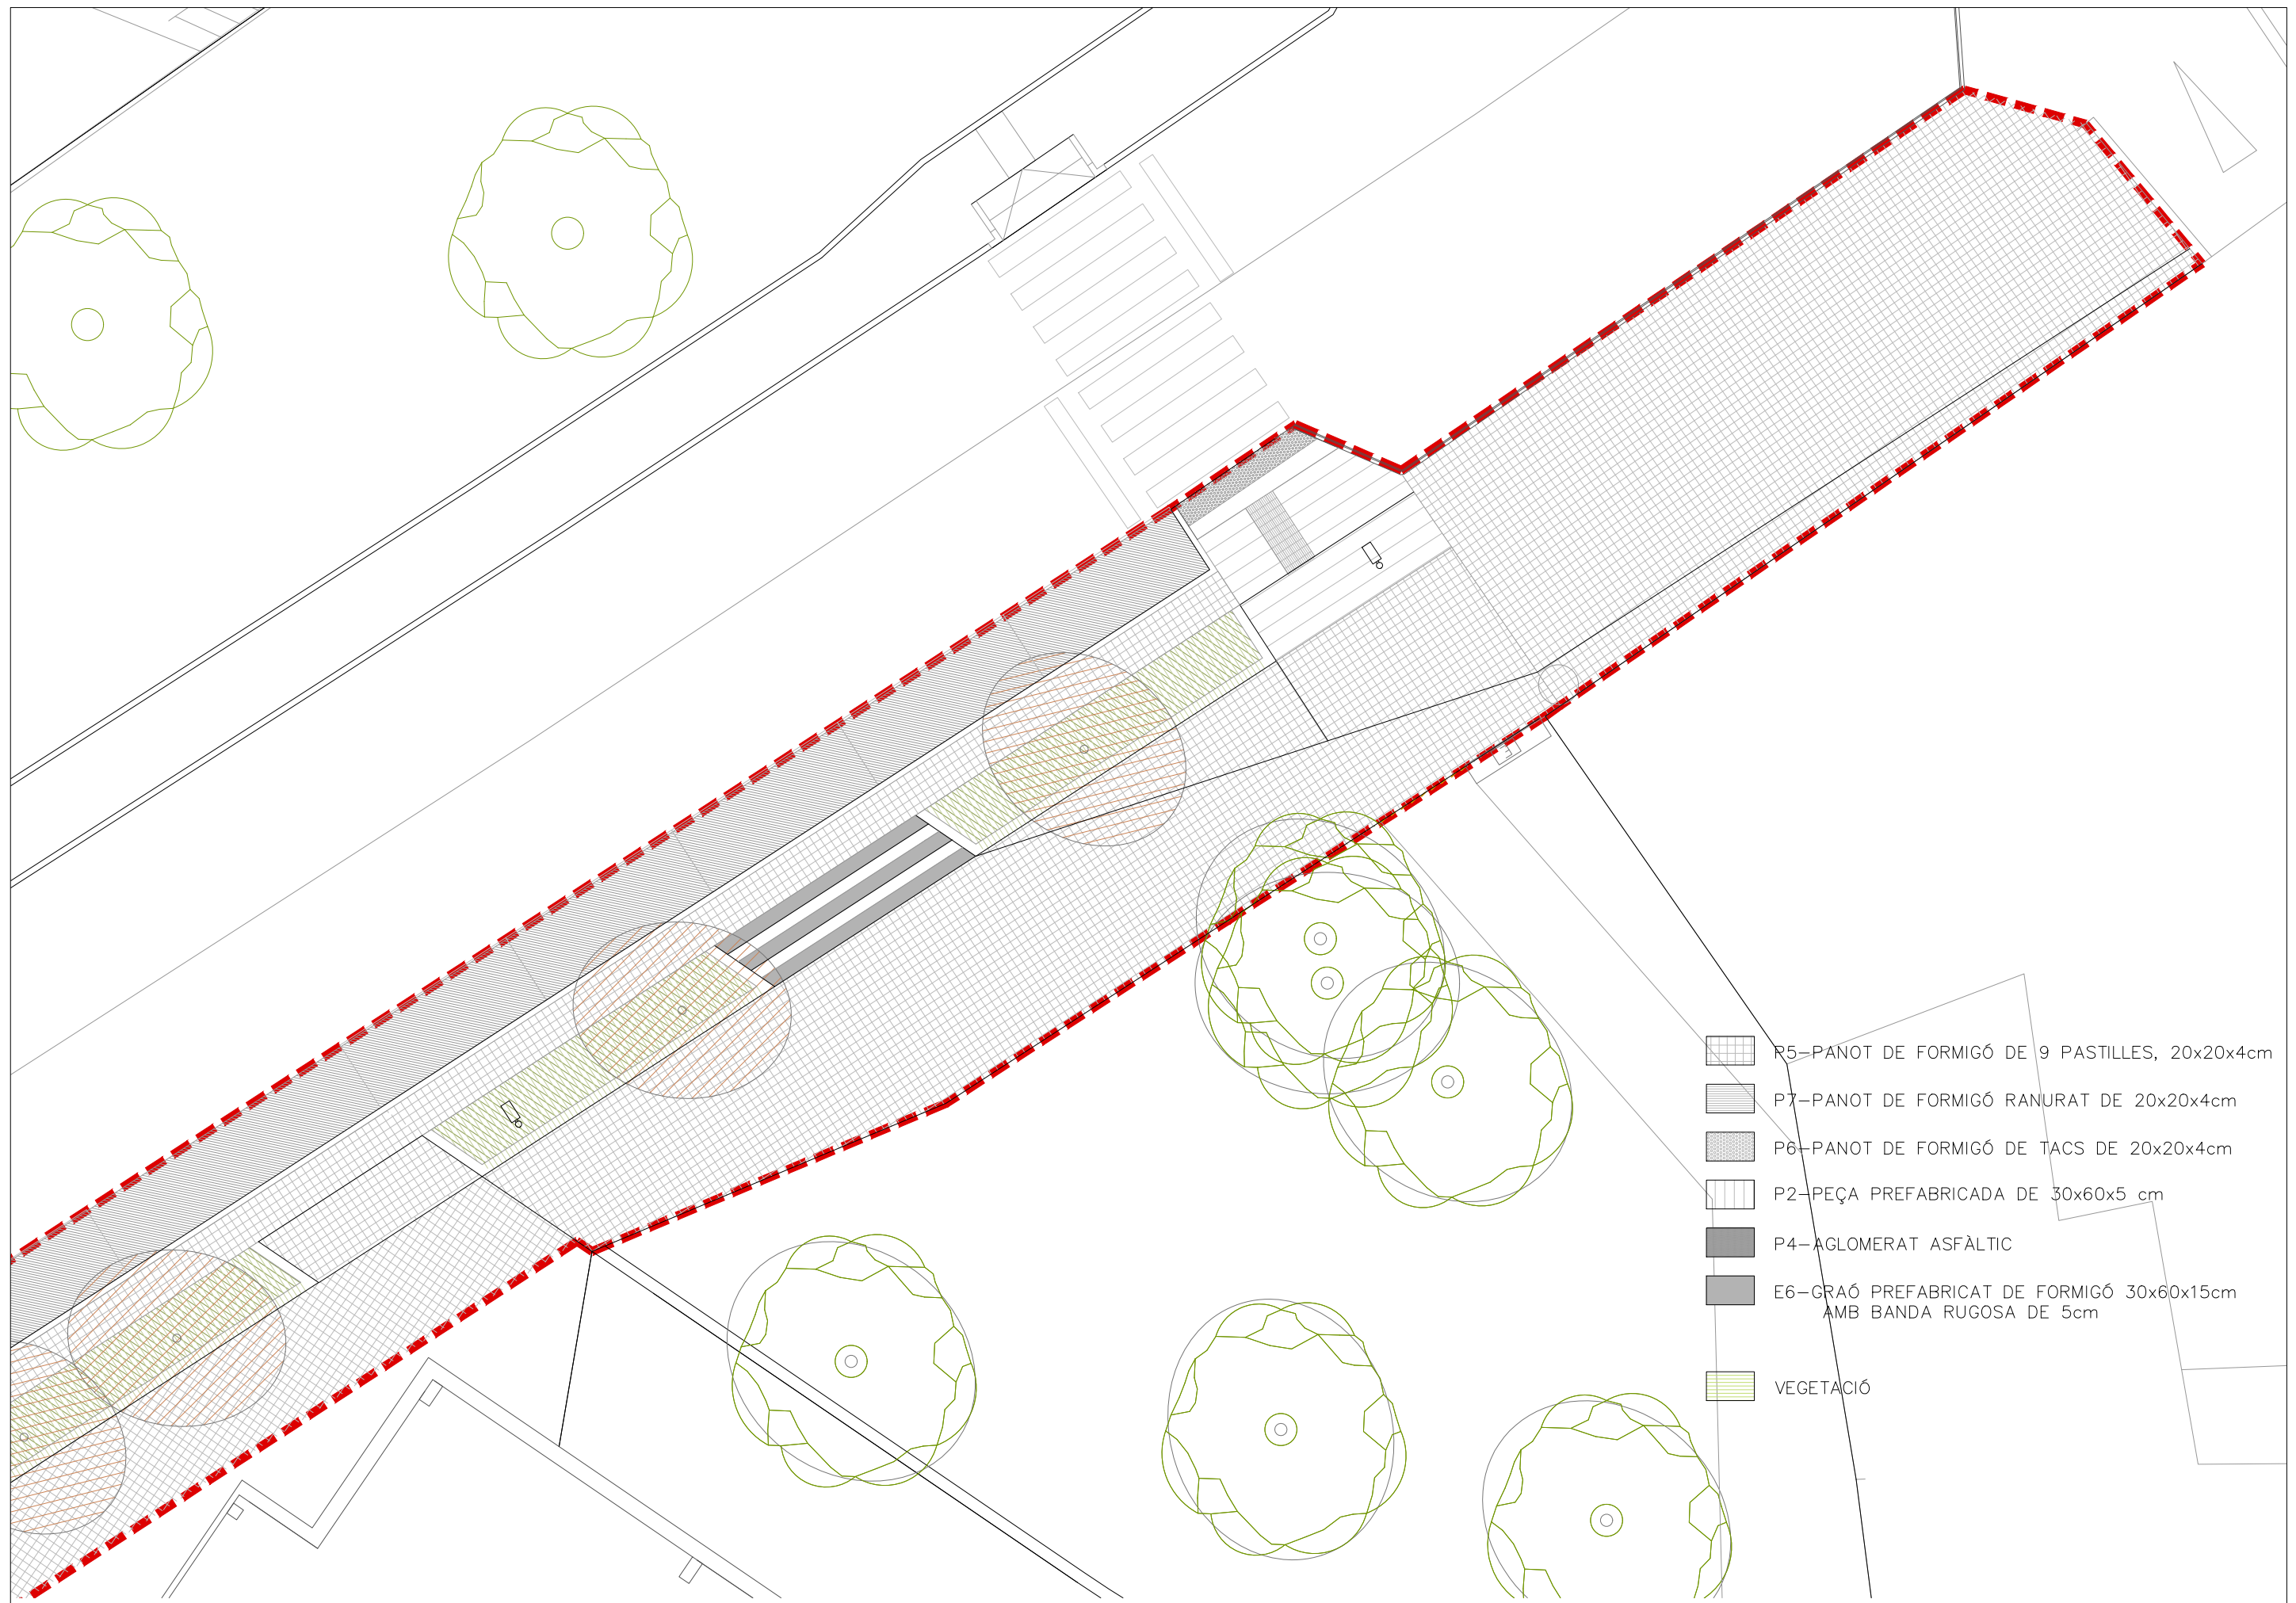 P5-PANOT DE FORMIGÓ DE 9 PASTILLES, 20x20x4cm
P7-PANOT DE FORMIGÓ RANURAT DE 20x20x4cm
P6-PANOT DE FORMIGÓ DE TACS DE 20x20x4cm
P2-PEÇA PREFABRICADA DE 30x60x5 cm
P4-AGLOMERAT ASFÀLTIC
E6-GRAÓ PREFABRICAT DE FORMIGÓ 30x60x15cm
AMB BANDA RUGOSA DE 5cm
VEGETACIÓ